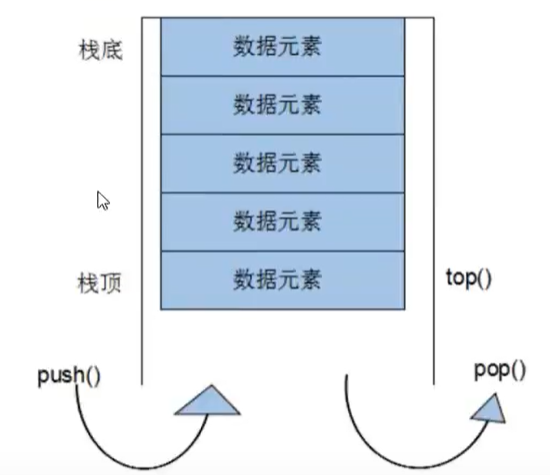 栈底
数据元素
数据元素
数据元素
数据元素
栈顶
数据元素
top()
push()
pop()